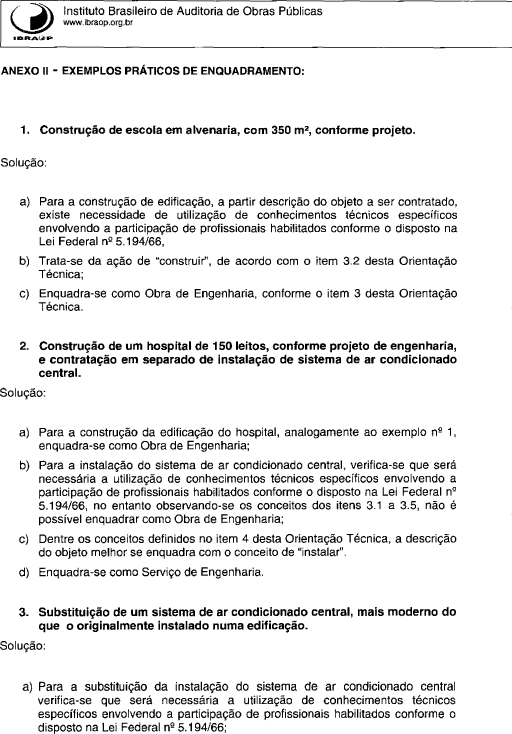 Instituto Brasileiro de Auditoria de Obras Públicas
www.ibraop.org.br
IBRAOP
ANEXO II - EXEMPLOS PRÁTICOS DE ENQUADRAMENTO:
1. Construção de escola em alvenaria, com 350 m², conforme projeto.
Solução:
a) Para a construção de edificação, a partir descrição do objeto a ser contratado,
existe necessidade de utilização de conhecimentos técnicos específicos
envolvendo a participação de profissionais habilitados conforme o disposto na
Lei Federal nº 5.194/66,
b) Trata-se da ação de "construir", de acordo com o item 3.2 desta Orientação
Técnica;
c) Enquadra-se como Obra de Engenharia, conforme o item 3 desta Orientação
Técnica.
2. Construção de um hospital de 150 leitos, conforme projeto de engenharia,
e contratação em separado de instalação de sistema de ar condicionado
central.
Solução:
a) Para a construção da edificação do hospital, analogamente ao exemplo nº 1,
enquadra-se como Obra de Engenharia;
b) Para a instalação do sistema de ar condicionado central, verifica-se que será
necessária a utilização de conhecimentos técnicos específicos envolvendo a
participação de profissionais habilitados conforme o disposto na Lei Federal nº
5.194/66, no entanto observando-se os conceitos dos itens 3.1 a 3.5, não é
possível enquadrar como Obra de Engenharia;
c) Dentre os conceitos definidos no item 4 desta Orientação Técnica, a descrição
do objeto melhor se enquadra com o conceito de "instalar".
d) Enquadra-se como Serviço de Engenharia.
3. Substituição de um sistema de ar condicionado central, mais moderno do
que o originalmente instalado numa edificação.
Solução:
a) Para a substituição da instalação do sistema de ar condicionado central
verifica-se que será necessária a utilização de conhecimentos técnicos
específicos envolvendo a participação de profissionais habilitados conforme o
disposto na Lei Federal nº 5.194/66;